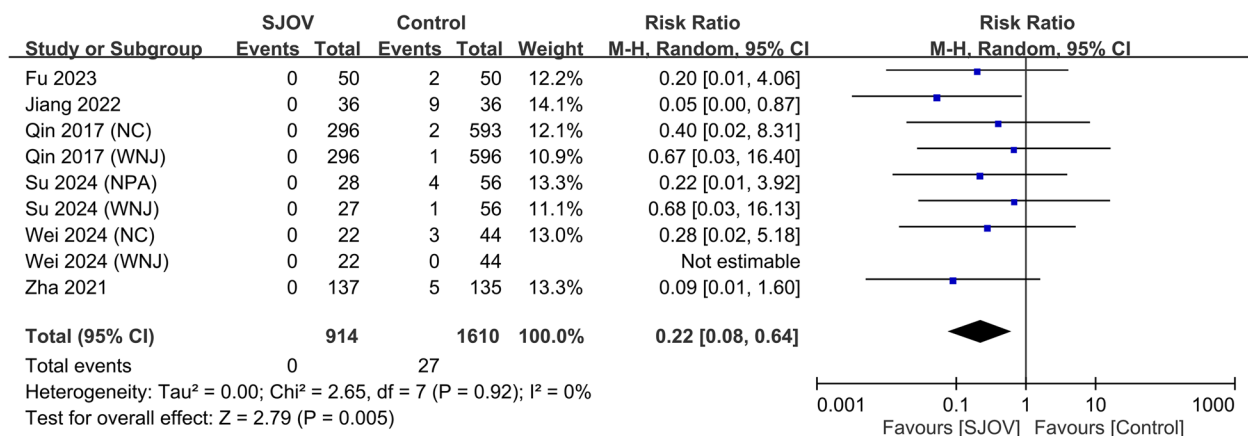 SJOV Control Risk Ratio Risk Ratio
Study or Subgroup Events Total Events Total Weight M-H, Random, 95% CI M-H, Random, 95% CI
Fu 2023 0 50 2 50 12.2% 0.20 [0.01, 4.06]
Jiang 2022 0 36 9 36 14.1% 0.05 [0.00, 0.87]
Qin 2017 (NC) 0 296 2 593 12.1% 0.40 [0.02, 8.31]
Qin 2017 (WNJ) 0 296 1 596 10.9% 0.67 [0.03, 16.40]
Su 2024 (NPA) 0 28 4 56 13.3% 0.22 [0.01, 3.92]
Su 2024 (WNJ) 0 27 1 56 11.1% 0.68 [0.03, 16.13]
Wei 2024 (NC) 0 22 3 44 13.0% 0.28 [0.02, 5.18]
Wei 2024 (WNJ) 0 22 0 44 Not estimable
Zha 2021 0 137 5 135 13.3% 0.09 [0.01, 1.60]
Total (95% CI) 914 1610 100.0% 0.22 [0.08, 0.64]
Total events 0 27
Heterogeneity: Tau² = 0.00; Chi² = 2.65, df = 7 (P = 0.92); I² = 0%
Test for overall effect: Z = 2.79 (P = 0.005)
0.001 0.1 1 10 1000
Favours [SJOV] Favours [Control]